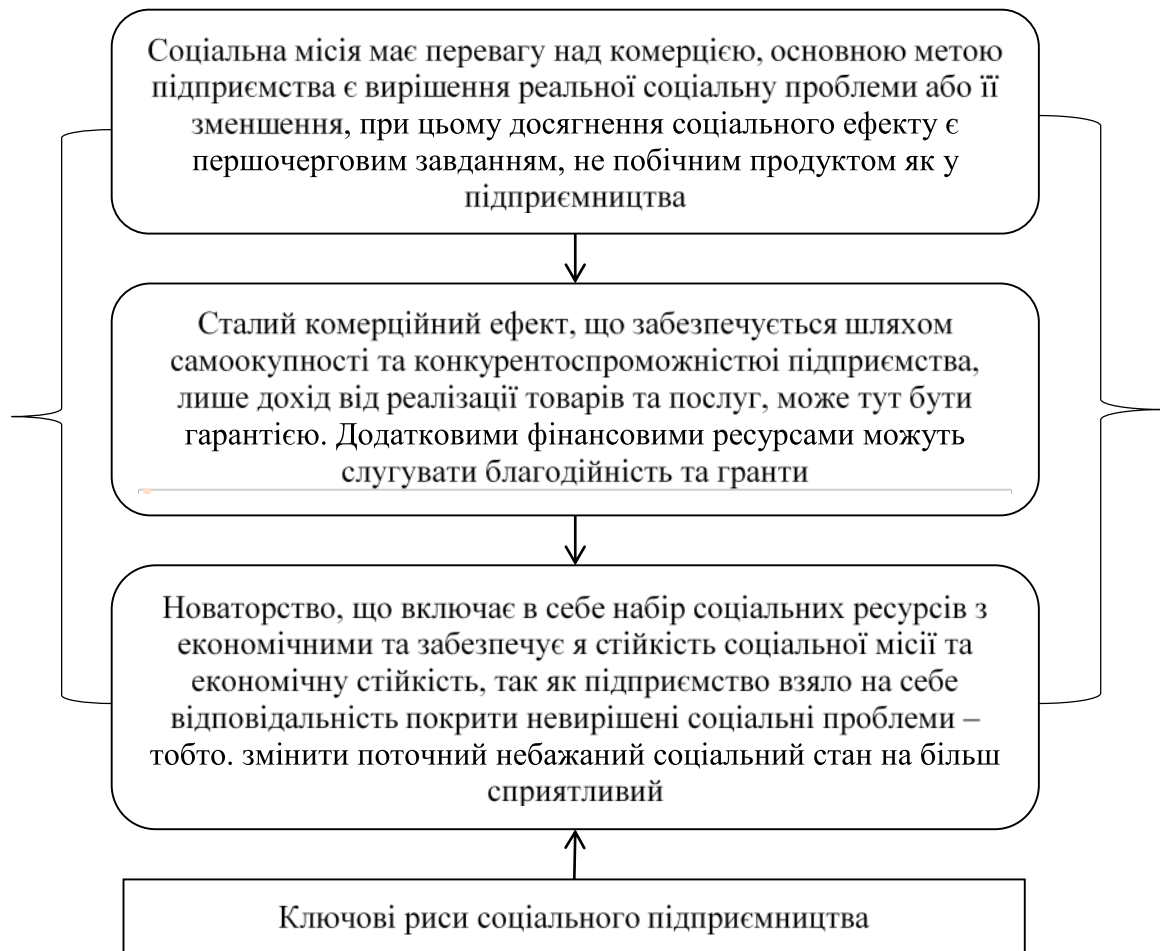 Соціальна місія має перевагу над комерцією, основною метою
підприємства є вирішення реальної соціальну проблеми або її
зменшення, при цьому досягнення соціального ефекту є
першочерговим завданням, не побічним продуктом як у
підприємництва
Сталий комерційний ефект, що забезпечується шляхом
самоокупності та конкурентоспроможністюі підприємства,
лише дохід від реалізації товарів та послуг, може тут бути
гарантією. Додатковими фінансовими ресурсами можуть
слугувати благодійність та гранти
Новаторство, що включає в себе набір соціальних ресурсів з
економічними та забезпечує я стійкість соціальної місії та
економічну стійкість, так як підприємство взяло на себе
відповідальність покрити невирішені соціальні проблеми –
тобто. змінити поточний небажаний соціальний стан на більш
сприятливий
Ключові риси соціального підприємництва